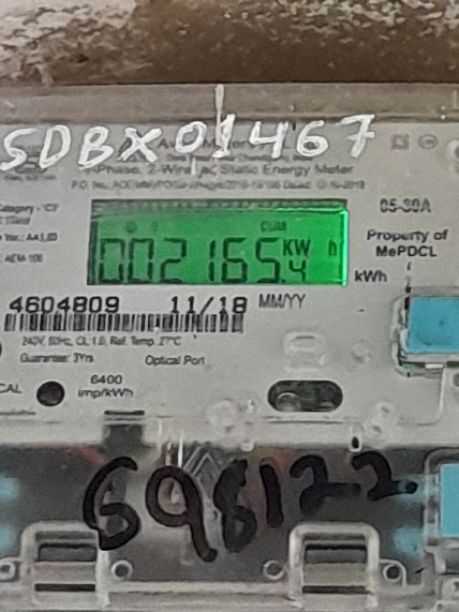 SDBX01467
-Phase, 2-Wire, ac Static Energy Meter
05-30A
Category - 'C3'
CUM
002165.4 KW h
kWh
Property of
MePDCL
4604809 11/18 MM/YY
240V, 50Hz, CL 1.0, Ref. Temp. 27°C
Guarantee: 3Yrs Optical Port
CAL 6400
imp/kWh
698122